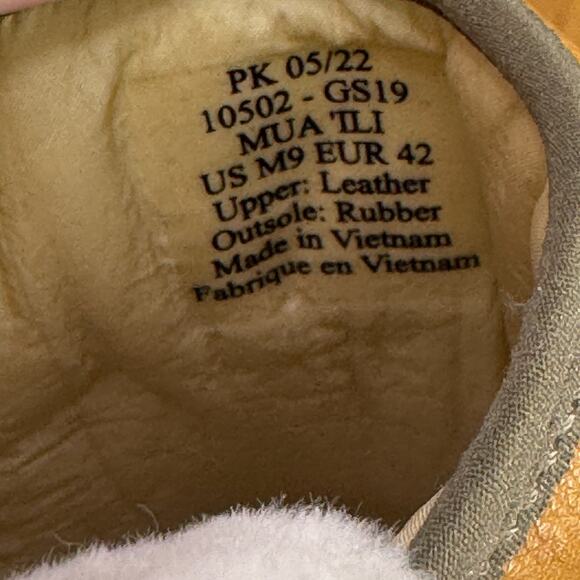 PK 05/22
10502 - GS19
MUA 'ILI
US M9 EUR 42
Upper: Leather
Outsole: Rubber
Made in Vietnam
Fabrique en Vietnam